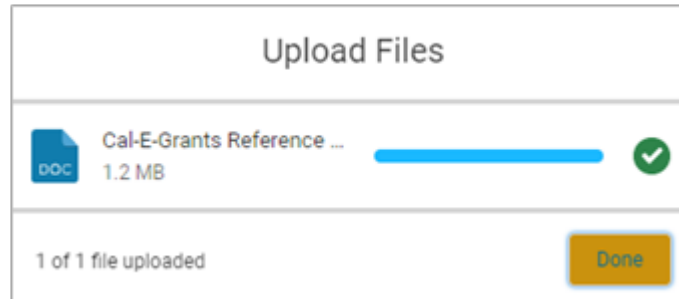 Upload Files
Cal-E-Grants Reference ...
DOC
1.2 MB
1 of 1 file uploaded
Done